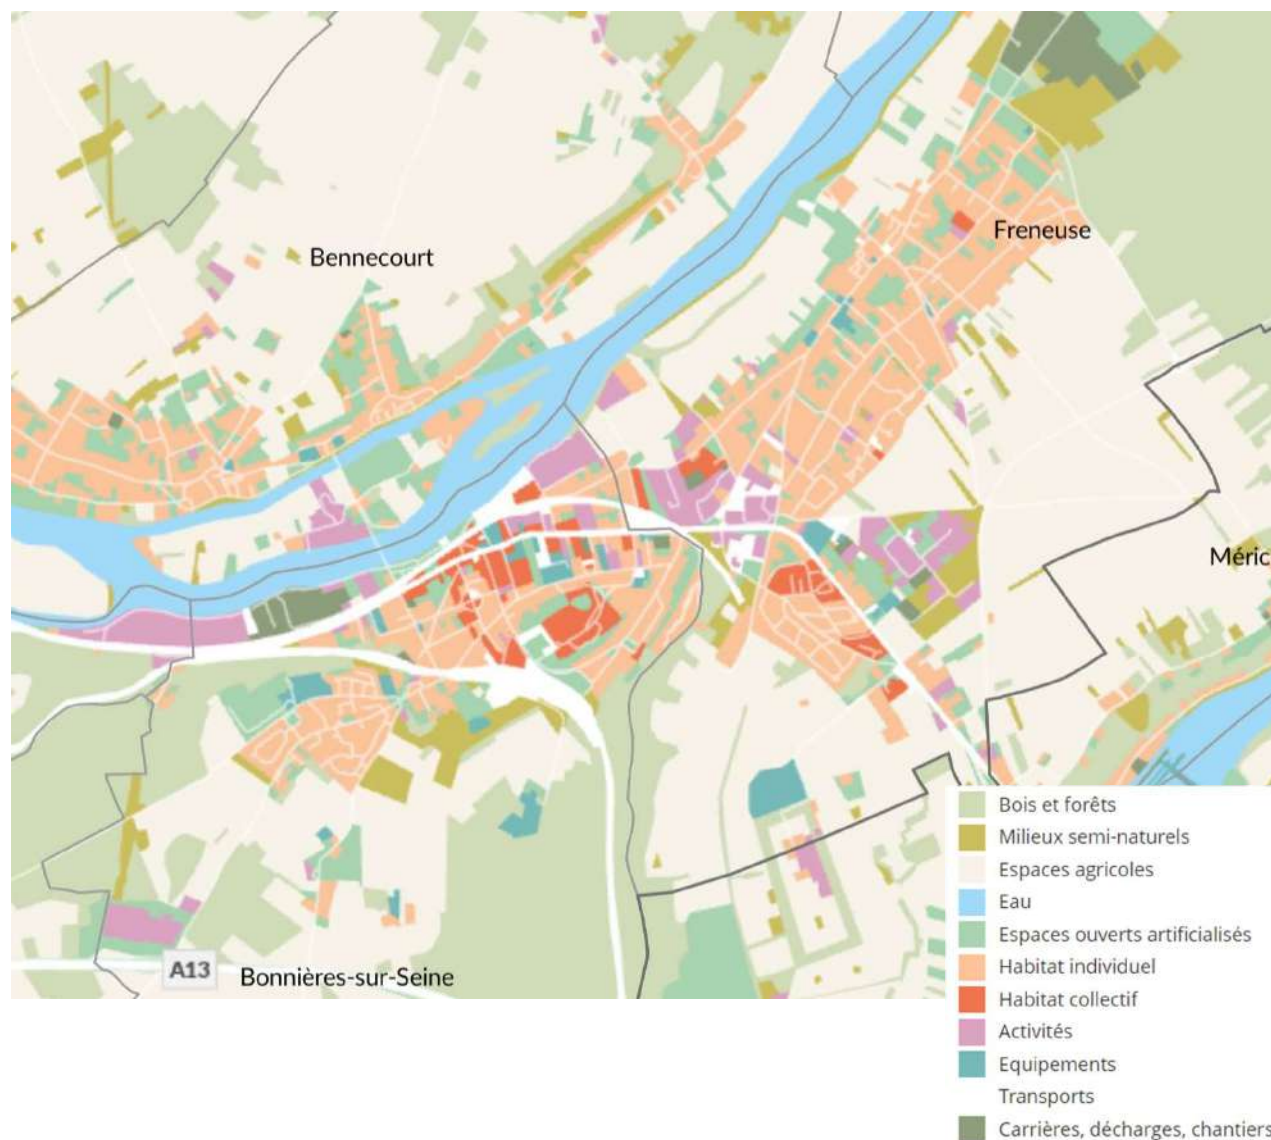 Freneuse
Bennecourt
Méric
A13
Bonnières-sur-Seine
Bois et forêts
Milieux semi-naturels
Espaces agricoles
Eau
Espaces ouverts artificialisés
Habitat individuel
Habitat collectif
Activités
Equipements
Transports
Carrières, décharges, chantiers